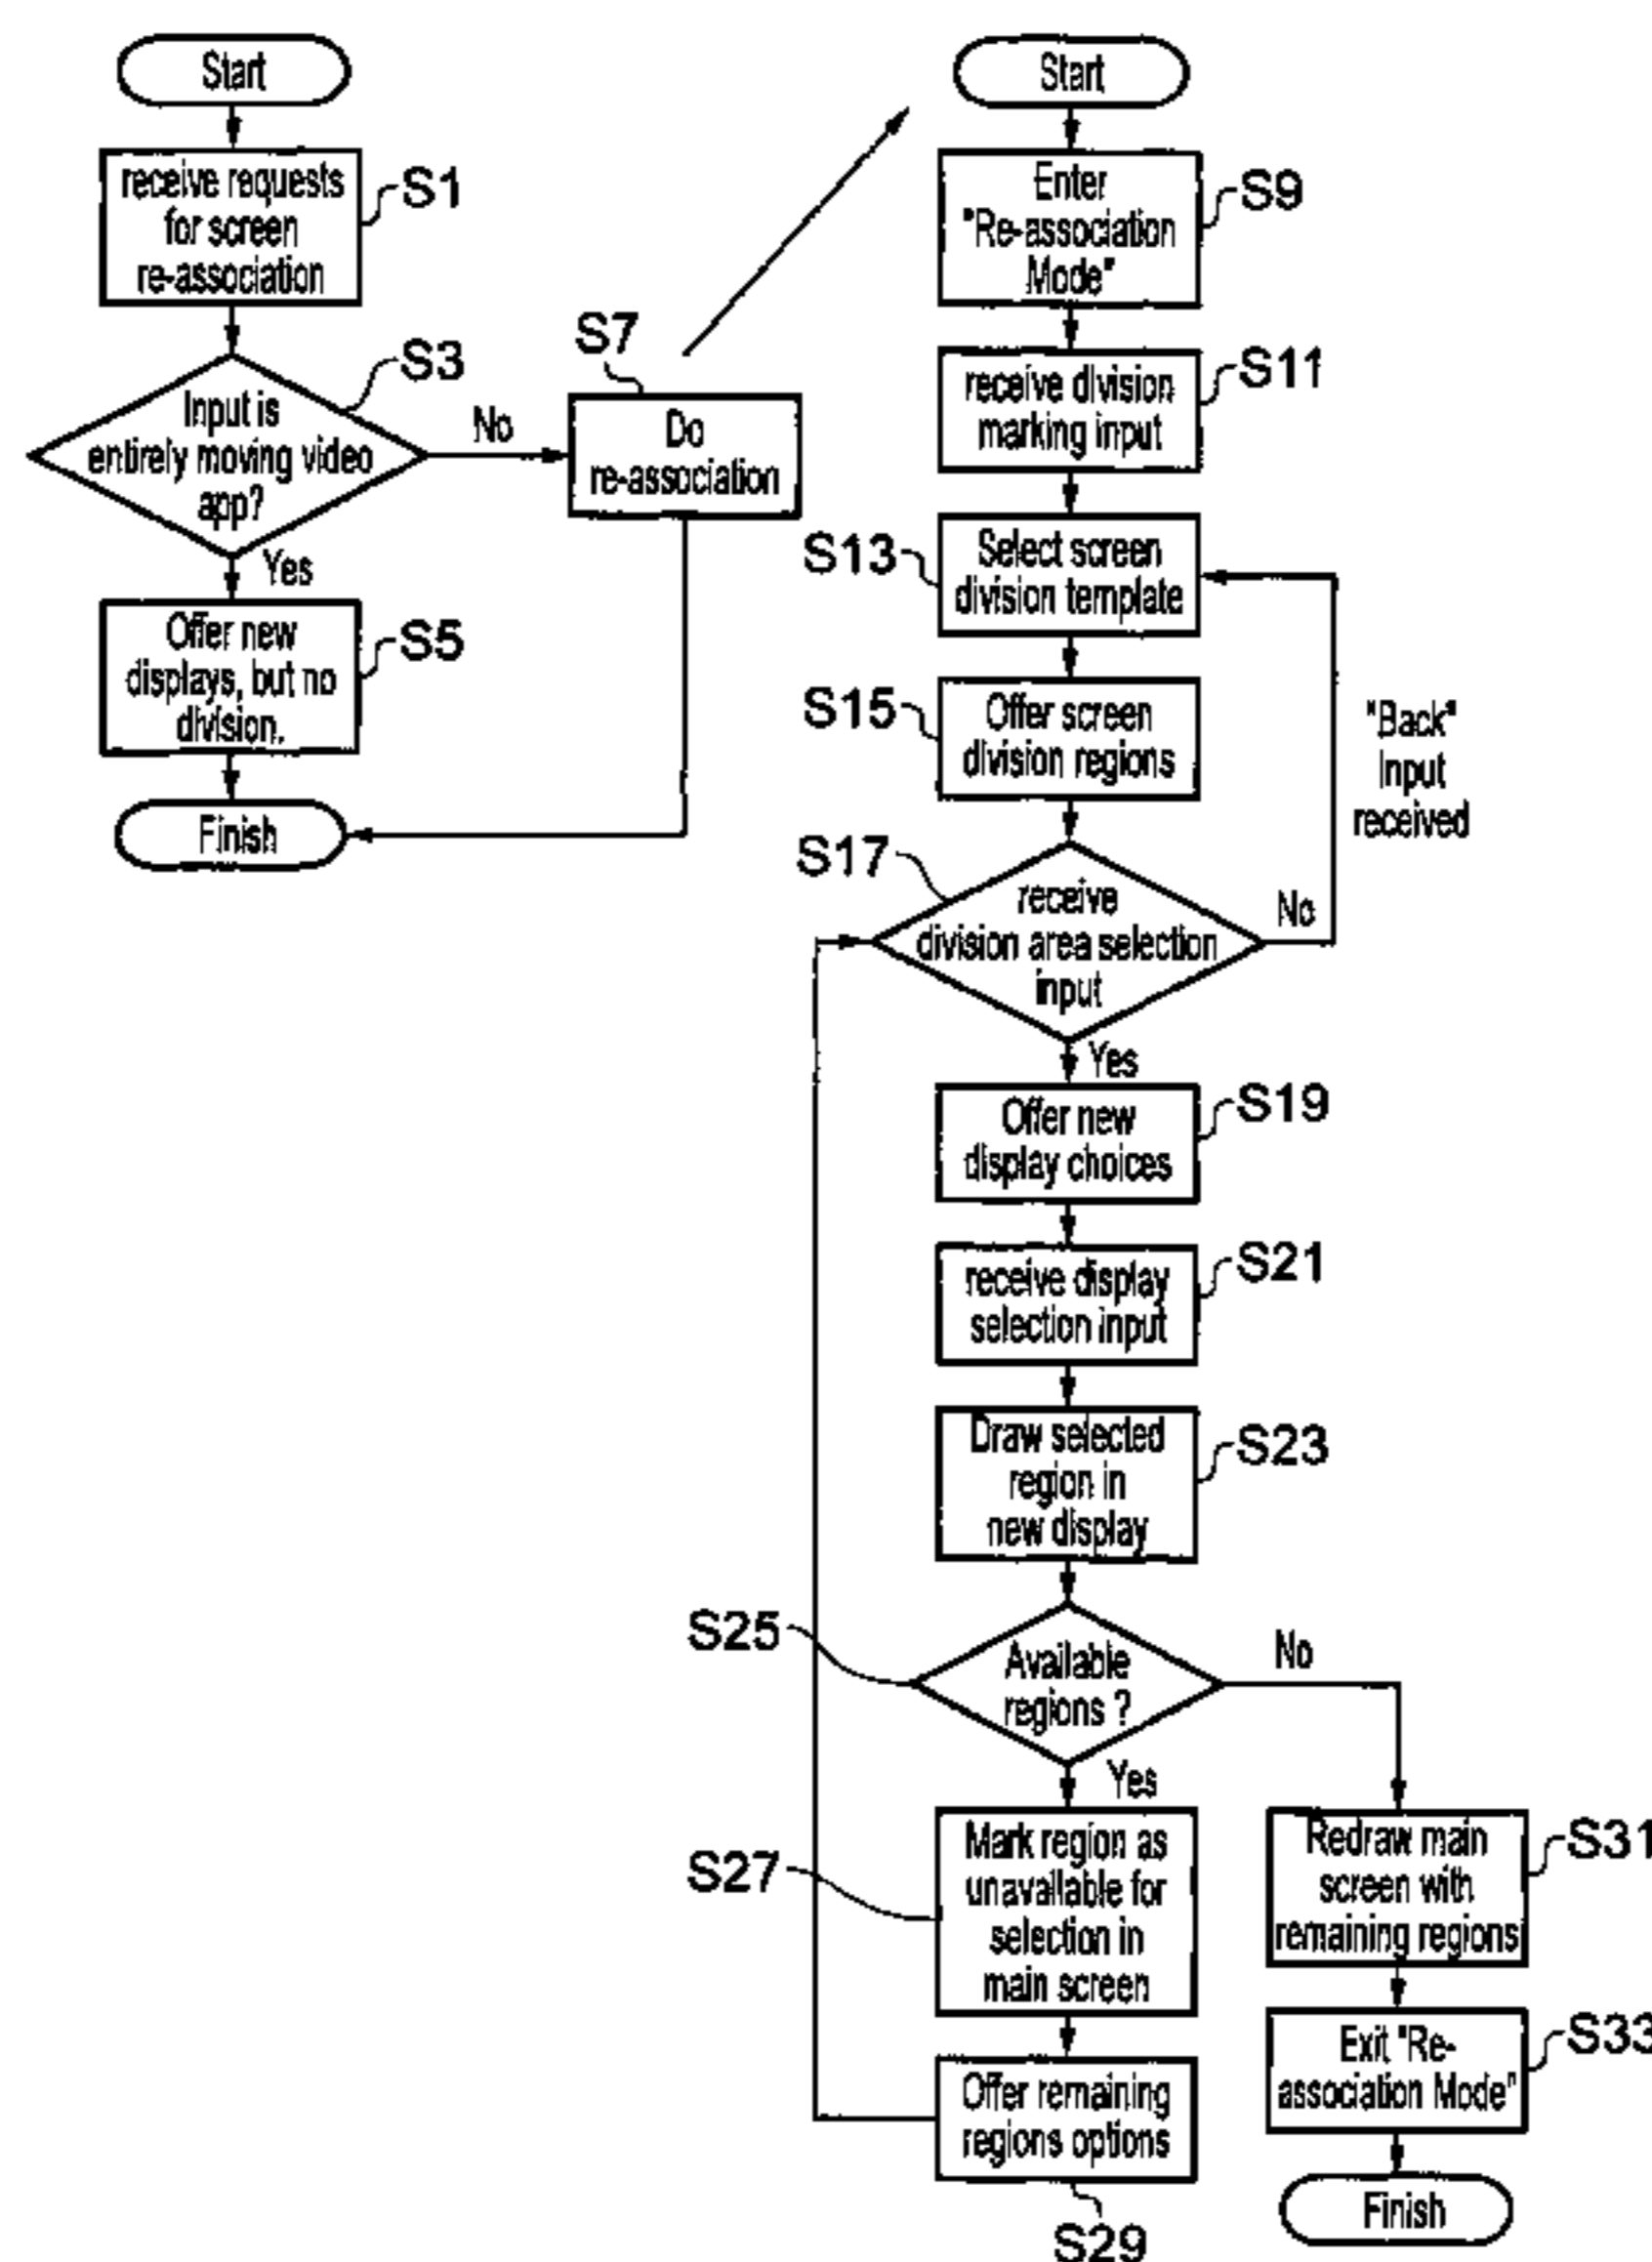 Start
receive requests
for screen
re-association
S1
S3
Input is
entirely moving video
app?
No
Yes
S7
Do
re-association
Offer new
displays, but no
division.
S5
Finish
Start
Enter
"Re-association
Mode"
S9
receive division
marking input
S11
S13
Select screen
division template
S15
Offer screen
division regions
"Back"
Input
received
S17
receive
division area selection
input
No
Yes
Offer new
display choices
S19
receive display
selection input
S21
Draw selected
region in
new display
S23
S25
Available
regions ?
No
Yes
S27
Mark region as
unavailable for
selection in
main screen
Redraw main
screen with
remaining regions
S31
Offer remaining
regions options
S29
Exit "Re-
association Mode"
S33
Finish